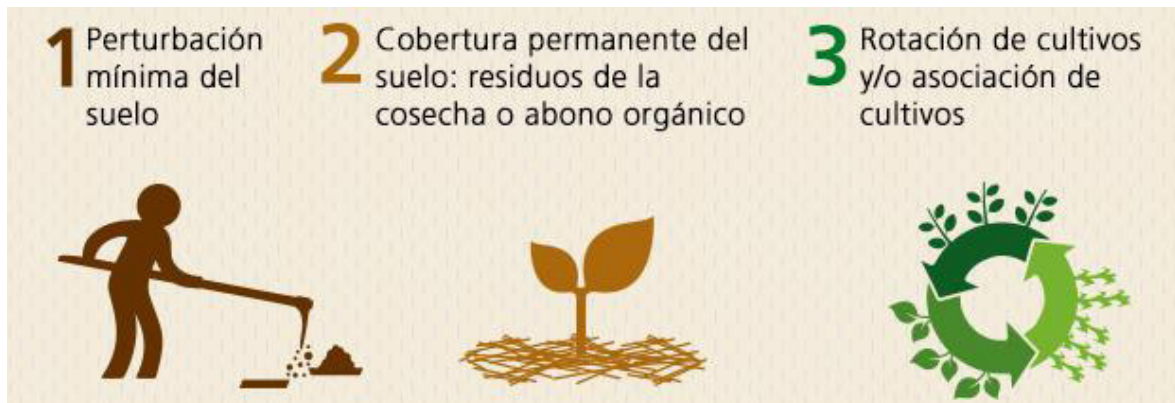 1 Perturbación
mínima del
suelo
2 Cobertura permanente del
suelo: residuos de la
cosecha o abono orgánico
3 Rotación de cultivos
y/o asociación de
cultivos